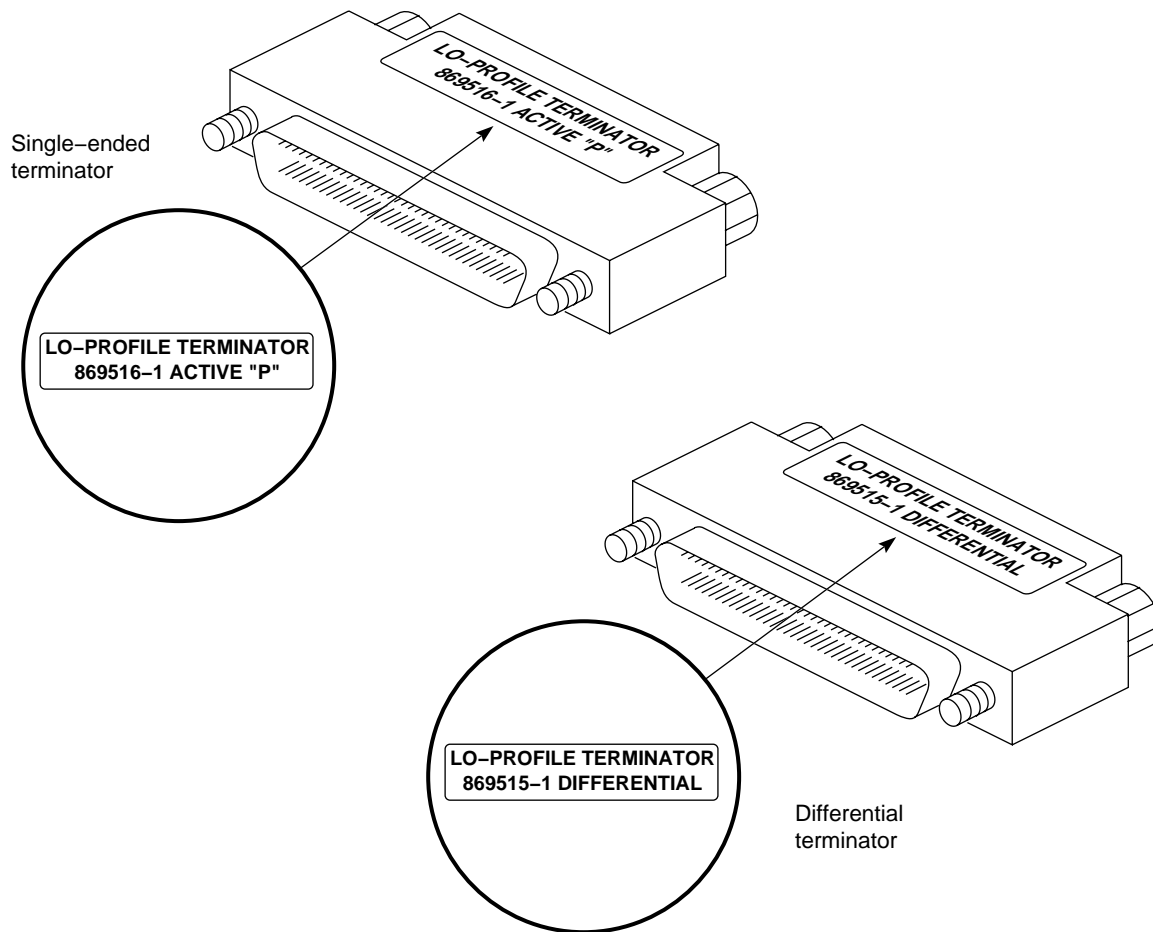 LO−PROFILE TERMINATOR
869516−1 ACTIVE "P"
Single−ended
terminator
LO−PROFILE TERMINATOR
869516−1 ACTIVE "P"
LO−PROFILE TERMINATOR
869515−1 DIFFERENTIAL
LO−PROFILE TERMINATOR
869515−1 DIFFERENTIAL
Differential
terminator